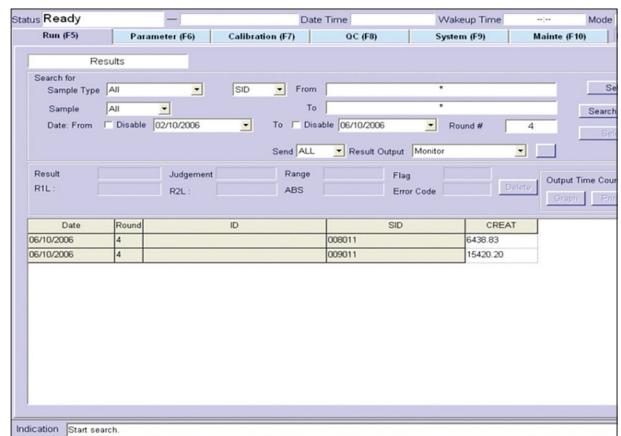 Status Ready — Date Time Wakeup Time --:-- Mode
Run (F5) Parameter (F6) Calibration (F7) QC (F8) System (F9) Mainte (F10)
Results
Search for
Sample Type All SID From *
Sample All To *
Date: From Disable 02/10/2006 To Disable 06/10/2006 Round # 4
Search
Send ALL Result Output Monitor
Result Judgement Range Flag
R1L : R2L : ABS Error Code Delete
Output Time Cour
Graph Prin
Date Round ID SID CREAT
06/10/2006 4 008011 6438.83
06/10/2006 4 009011 15420.20
Indication Start search.